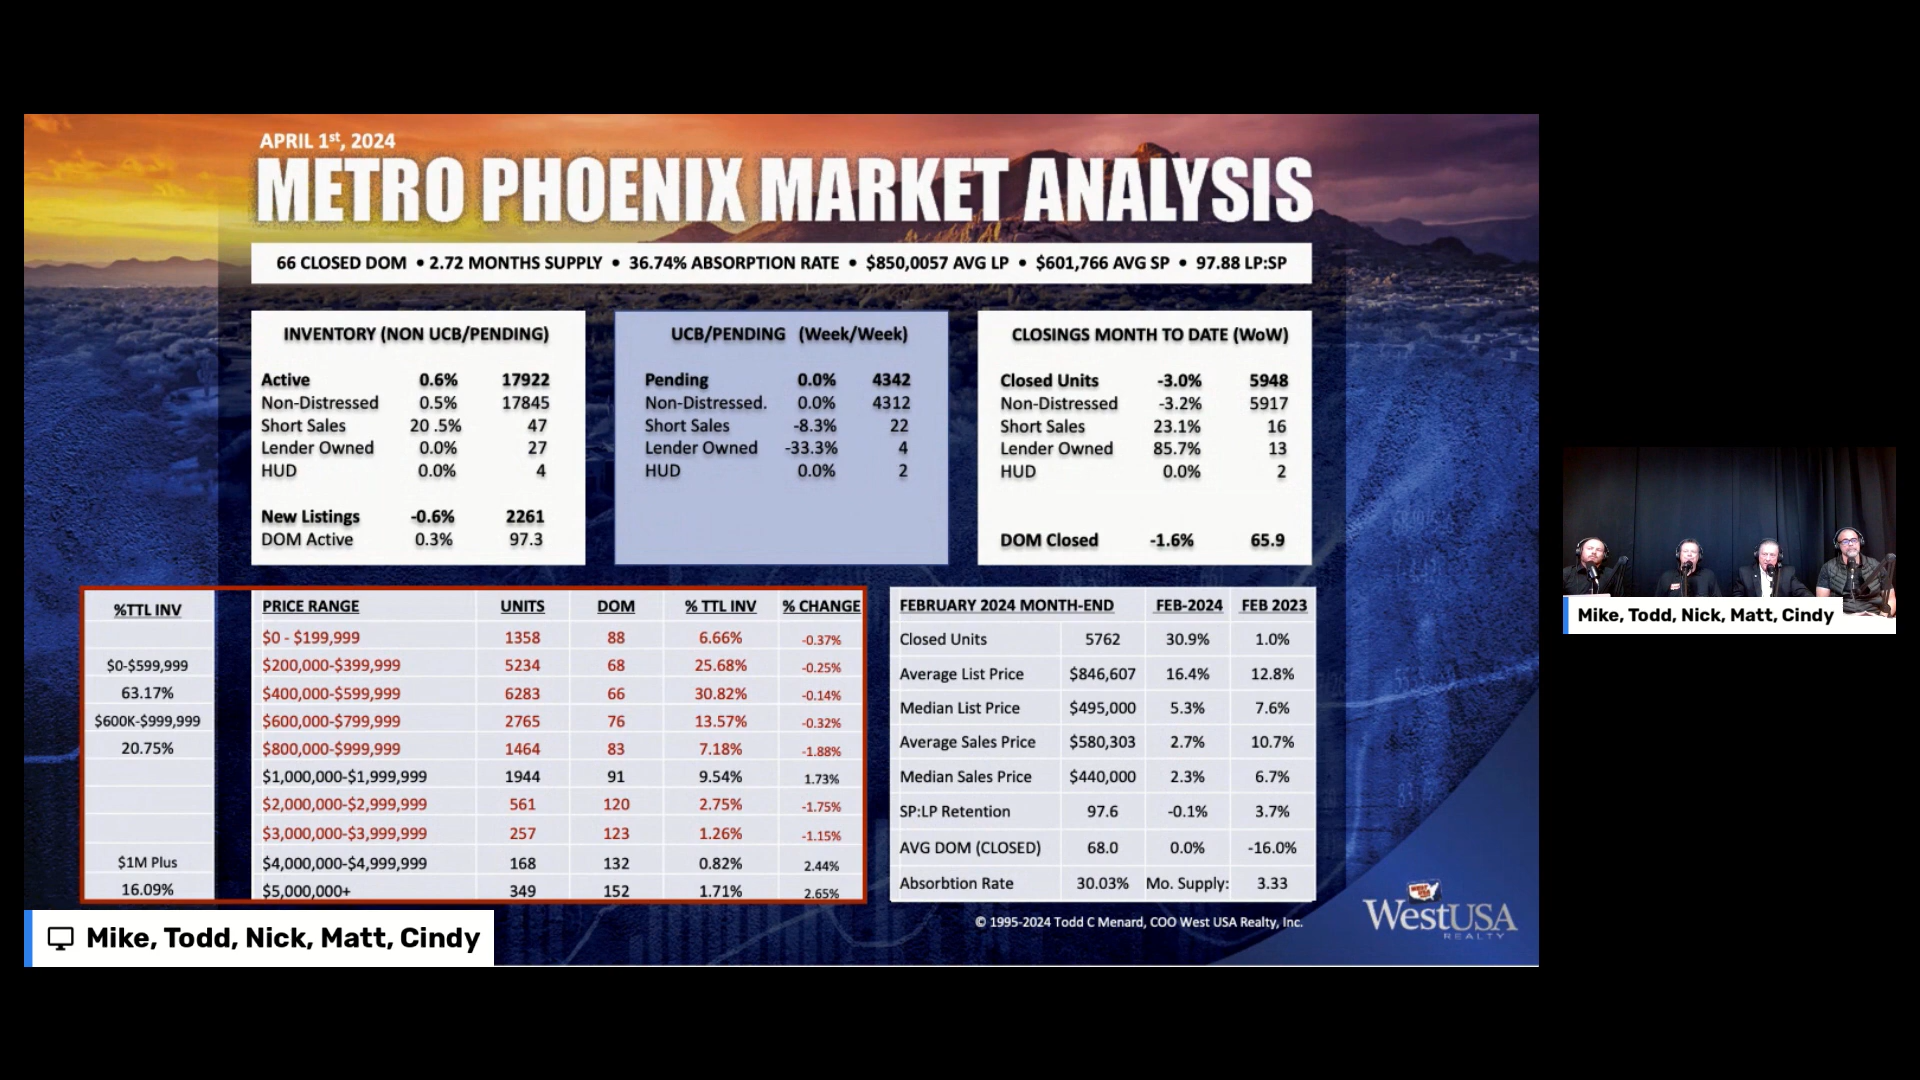 APRIL 1st, 2024
METRO PHOENIX MARKET ANALYSIS
66 CLOSED DOM • 2.72 MONTHS SUPPLY • 36.74% ABSORPTION RATE • $850,0057 AVG LP • $601,766 AVG SP • 97.88 LP:SP
INVENTORY (NON UCB/PENDING)
Active 0.6% 17922
Non-Distressed 0.5% 17845
Short Sales 20 .5% 47
Lender Owned 0.0% 27
HUD 0.0% 4
New Listings -0.6% 2261
DOM Active 0.3% 97.3
UCB/PENDING (Week/Week)
Pending 0.0% 4342
Non-Distressed. 0.0% 4312
Short Sales -8.3% 22
Lender Owned -33.3% 4
HUD 0.0% 2
CLOSINGS MONTH TO DATE (WoW)
Closed Units -3.0% 5948
Non-Distressed -3.2% 5917
Short Sales 23.1% 16
Lender Owned 85.7% 13
HUD 0.0% 2
DOM Closed -1.6% 65.9
%TTL INV
$0-$599,999
63.17%
$600K-$999,999
20.75%
$1M Plus
16.09%
PRICE RANGE UNITS DOM % TTL INV % CHANGE
$0 - $199,999 1358 88 6.66% -0.37%
$200,000-$399,999 5234 68 25.68% -0.25%
$400,000-$599,999 6283 66 30.82% -0.14%
$600,000-$799,999 2765 76 13.57% -0.32%
$800,000-$999,999 1464 83 7.18% -1.88%
$1,000,000-$1,999,999 1944 91 9.54% 1.73%
$2,000,000-$2,999,999 561 120 2.75% -1.75%
$3,000,000-$3,999,999 257 123 1.26% -1.15%
$4,000,000-$4,999,999 168 132 0.82% 2.44%
$5,000,000+ 349 152 1.71% 2.65%
FEBRUARY 2024 MONTH-END FEB-2024 FEB 2023
Closed Units 5762 30.9% 1.0%
Average List Price $846,607 16.4% 12.8%
Median List Price $495,000 5.3% 7.6%
Average Sales Price $580,303 2.7% 10.7%
Median Sales Price $440,000 2.3% 6.7%
SP:LP Retention 97.6 -0.1% 3.7%
AVG DOM (CLOSED) 68.0 0.0% -16.0%
Absorbtion Rate 30.03% Mo. Supply: 3.33
© 1995-2024 Todd C Menard, COO West USA Realty, Inc.
WestUSA
REALTY
Mike, Todd, Nick, Matt, Cindy
Mike, Todd, Nick, Matt, Cindy